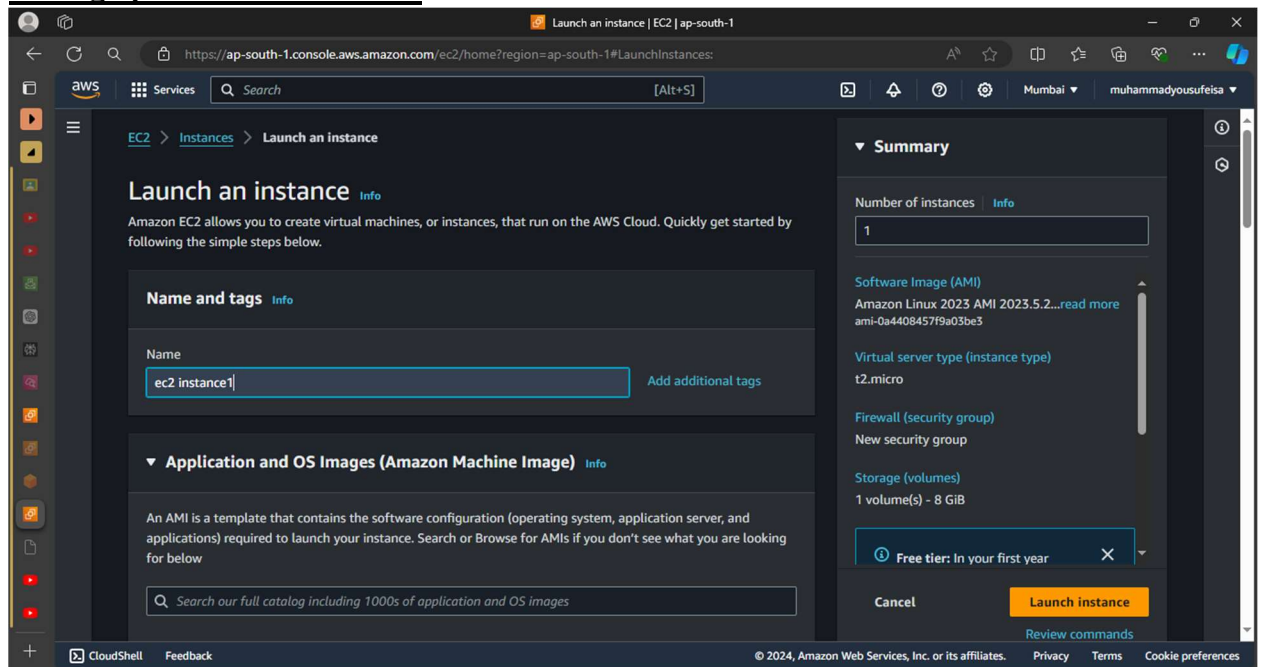 Launch an instance | EC2 | ap-south-1
https://ap-south-1.console.aws.amazon.com/ec2/home?region=ap-south-1#LaunchInstances:
aws
Services
Search
[Alt+S]
Mumbai ▼
muhammadyousufeisa ▼
EC2 > Instances > Launch an instance
Launch an instance Info
Amazon EC2 allows you to create virtual machines, or instances, that run on the AWS Cloud. Quickly get started by
following the simple steps below.
Name and tags Info
Name
ec2 instance1
Add additional tags
▼ Application and OS Images (Amazon Machine Image) Info
An AMI is a template that contains the software configuration (operating system, application server, and
applications) required to launch your instance. Search or Browse for AMIs if you don't see what you are looking
for below
Search our full catalog including 1000s of application and OS images
▼ Summary
Number of instances | Info
1
Software Image (AMI)
Amazon Linux 2023 AMI 2023.5.2...read more
ami-0a4408457f9a03be3
Virtual server type (instance type)
t2.micro
Firewall (security group)
New security group
Storage (volumes)
1 volume(s) - 8 GiB
Free tier: In your first year
Cancel
Launch instance
Review commands
CloudShell
Feedback
© 2024, Amazon Web Services, Inc. or its affiliates.
Privacy
Terms
Cookie preferences